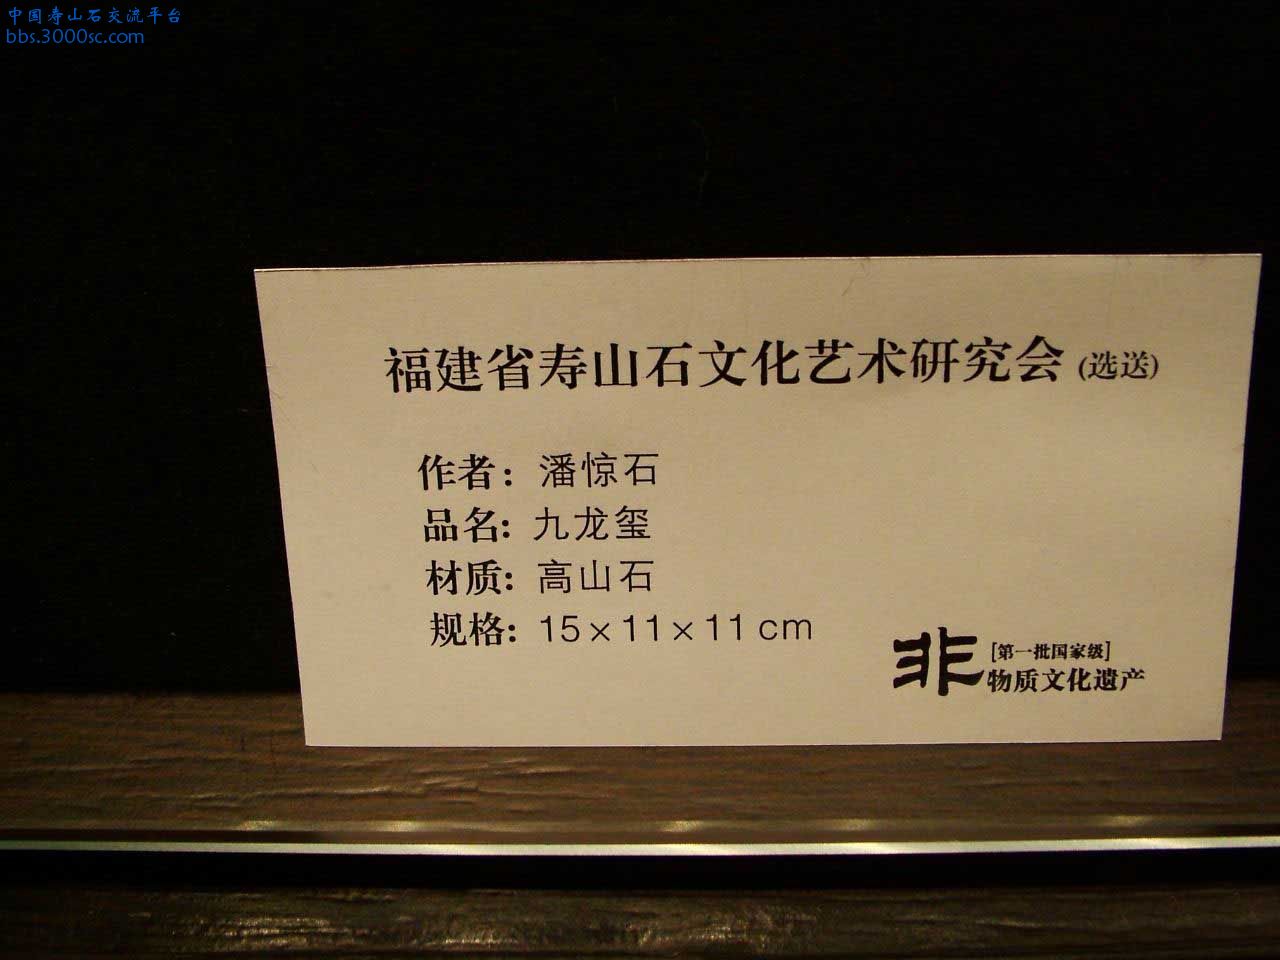 中国寿山石交流平台
bbs.3000sc.com
福建省寿山石文化艺术研究会 (选送)
作者：潘惊石
品名：九龙玺
材质：高山石
规格：15×11×11cm
非 [第一批国家级]
物质文化遗产